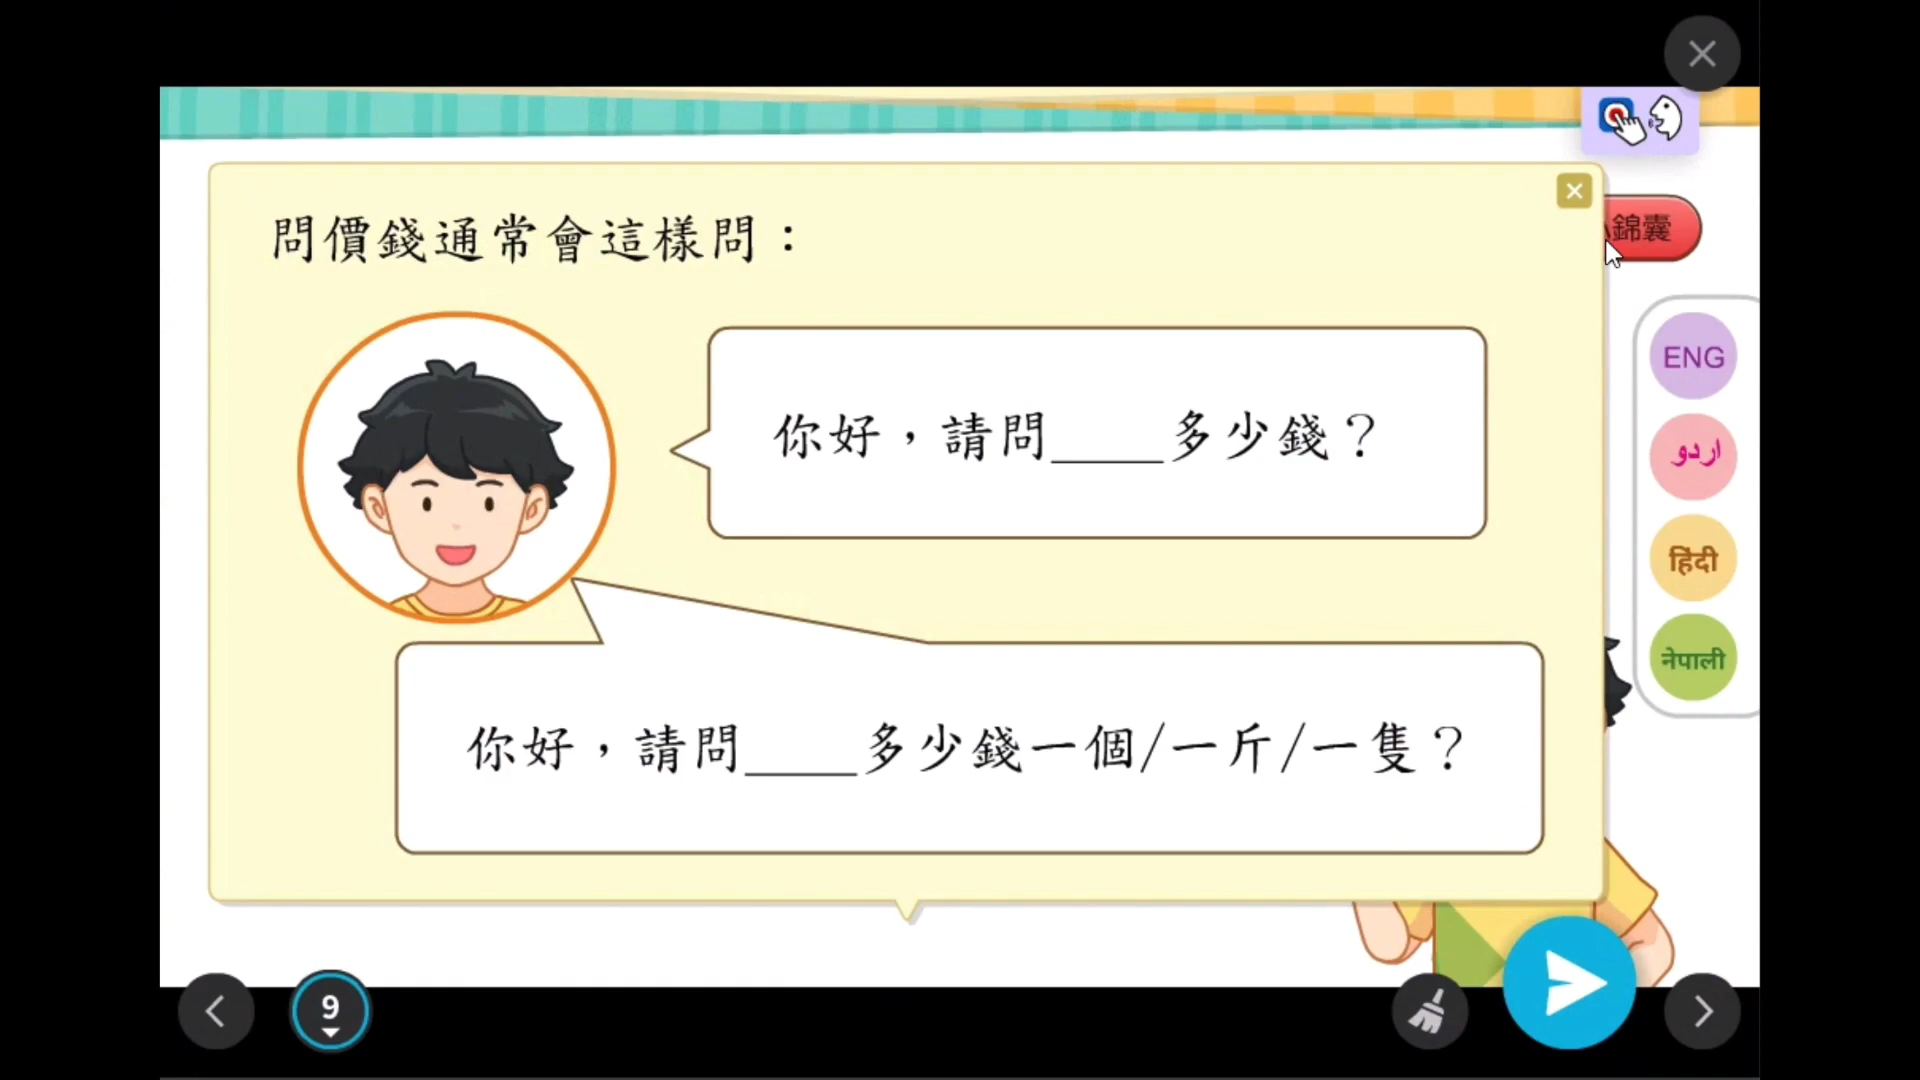 問價錢通常會這樣問：
錦囊
你好，請問____多少錢？
你好，請問____多少錢一個/一斤/一隻？
ENG
اردو
हिंदी
नेपाली
9